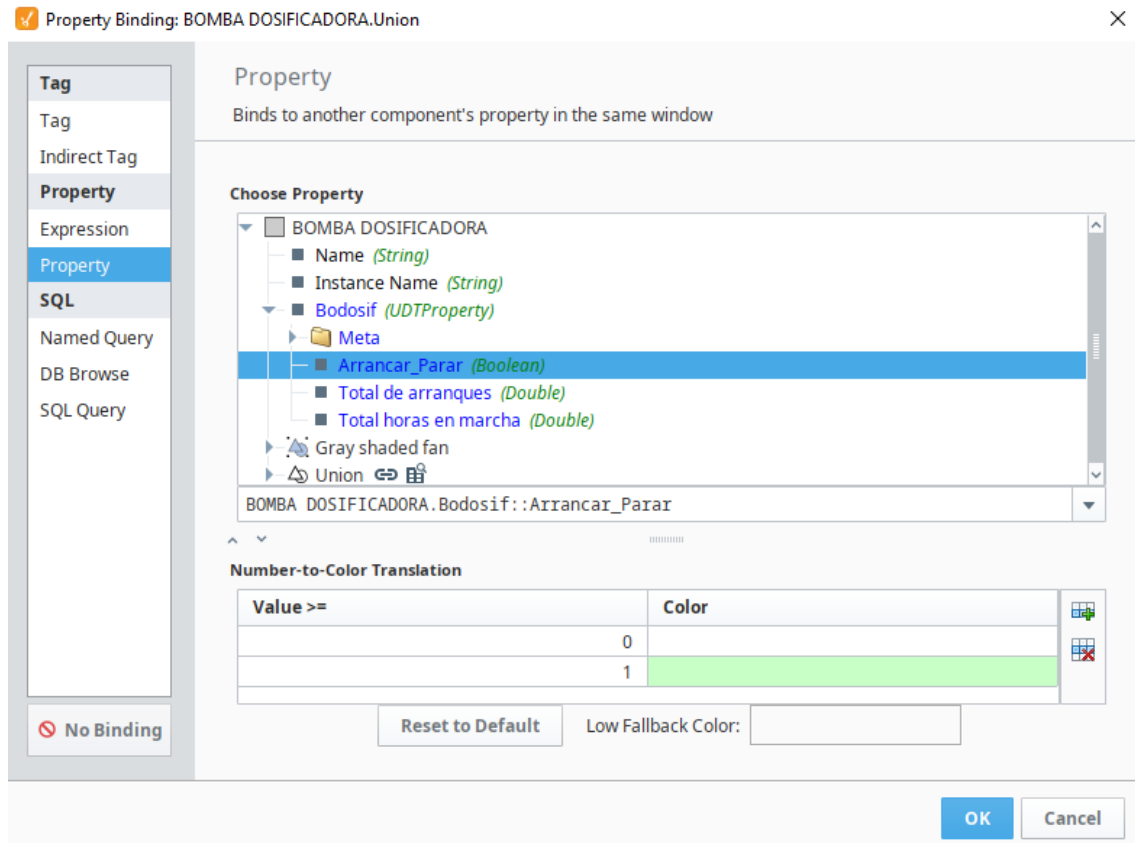 Property Binding: BOMBA DOSIFICADORA.Union
Tag
Tag
Indirect Tag
Property
Expression
Property
SQL
Named Query
DB Browse
SQL Query
No Binding
Property
Binds to another component's property in the same window
Choose Property
BOMBA DOSIFICADORA
Name (String)
Instance Name (String)
Bodosif (UDTProperty)
Meta
Arrancar_Parar (Boolean)
Total de arranques (Double)
Total horas en marcha (Double)
Gray shaded fan
Union
BOMBA DOSIFICADORA.Bodosif::Arrancar_Parar
Number-to-Color Translation
Value >= Color
0
1
Reset to Default Low Fallback Color:
OK Cancel